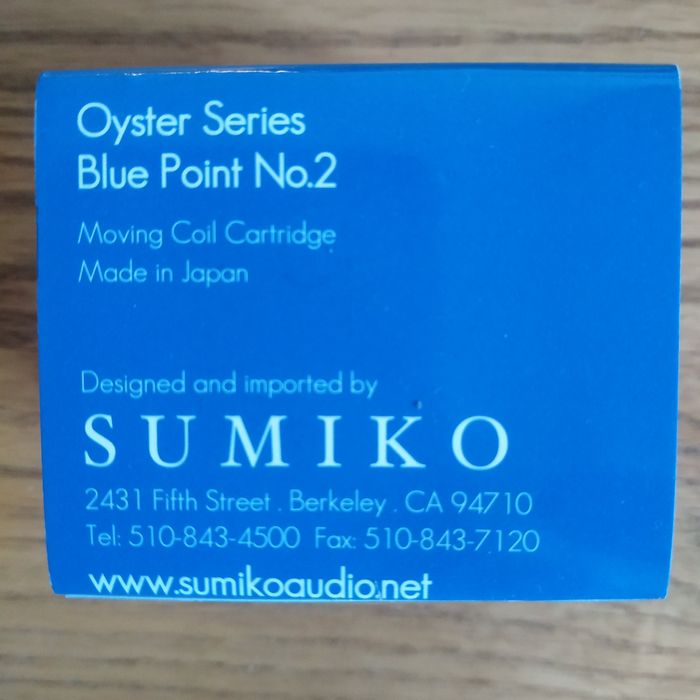 Oyster Series
Blue Point No.2
Moving Coil Cartridge
Made in Japan
Designed and imported by
SUMIKO
2431 Fifth Street . Berkeley . CA 94710
Tel: 510-843-4500 Fax: 510-843-7120
www.sumikoaudio.net